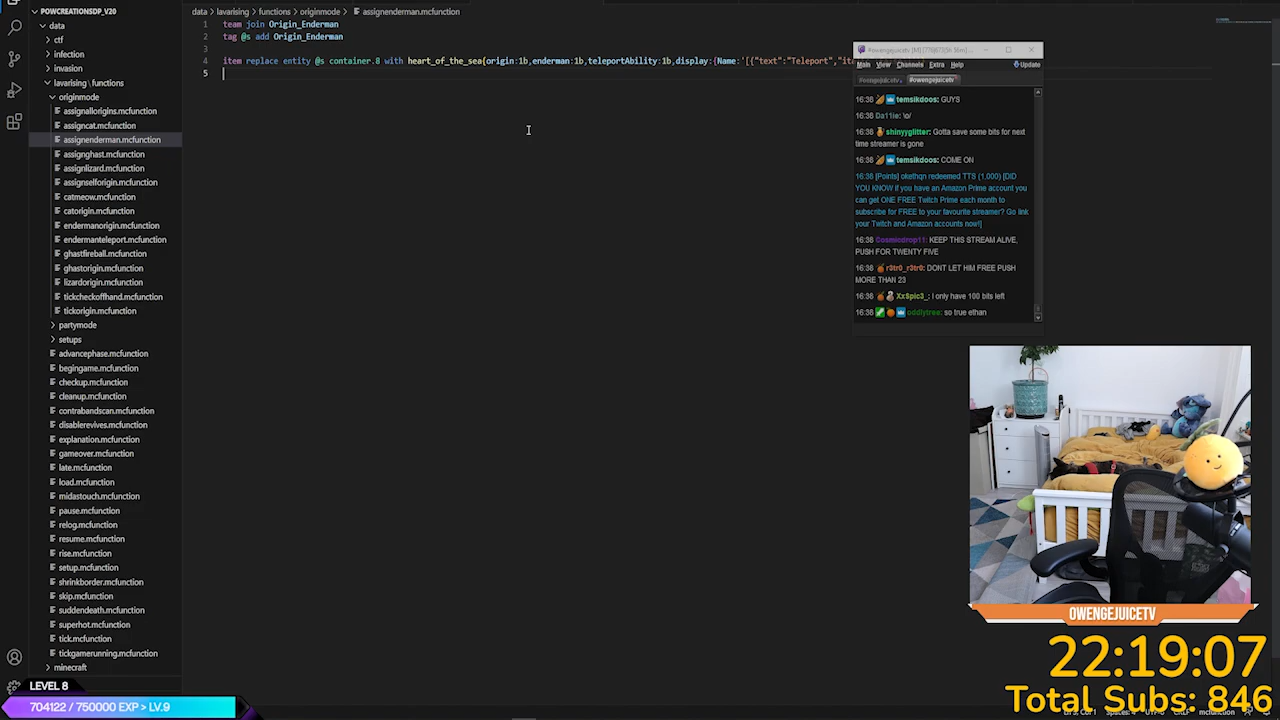 POWCREATIONSDP_V20
data
ctf
infection
invasion
lavarising \ functions
originmode
assignallorigins.mcfunction
assigncat.mcfunction
assignenderman.mcfunction
assignghast.mcfunction
assignlizard.mcfunction
assignselforigin.mcfunction
catmeow.mcfunction
catorigin.mcfunction
endermanorigin.mcfunction
endermanteleport.mcfunction
ghastfireball.mcfunction
ghastorigin.mcfunction
lizardorigin.mcfunction
tickcheckoffhand.mcfunction
tickorigin.mcfunction
partymode
setups
advancephase.mcfunction
begingame.mcfunction
checkup.mcfunction
cleanup.mcfunction
contrabandscan.mcfunction
disablerevives.mcfunction
explanation.mcfunction
gameover.mcfunction
late.mcfunction
load.mcfunction
midastouch.mcfunction
pause.mcfunction
relog.mcfunction
resume.mcfunction
rise.mcfunction
setup.mcfunction
shrinkborder.mcfunction
skip.mcfunction
suddendeath.mcfunction
superhot.mcfunction
tick.mcfunction
tickgamerunning.mcfunction
minecraft
LEVEL 8
704122 / 750000 EXP > LV.9
data > lavarising > functions > originmode > assignenderman.mcfunction
1 team join Origin_Enderman
2 tag @s add Origin_Enderman
3
4 item replace entity @s container.8 with heart_of_the_sea{origin:1b,enderman:1b,teleportAbility:1b,display:{Name:'[{"text":"Teleport","it
5
Main View Channels Extra Help Update
#owengejuicetv
16:38 temsikdoos: GUYS
16:38 Da11ie: \o/
16:38 shinyyglitter: Gotta save some bits for next
time streamer is gone
16:38 temsikdoos: COME ON
16:38 [Points] okethqn redeemed TTS (1,000) [DID
YOU KNOW if you have an Amazon Prime account you
can get ONE FREE Twitch Prime each month to
subscribe for FREE to your favourite streamer? Go link
your Twitch and Amazon accounts now!]
16:38 Cosmicdrop11: KEEP THIS STREAM ALIVE,
PUSH FOR TWENTY FIVE
16:38 r3tr0_r3tr0: DONT LET HIM FREE PUSH
MORE THAN 23
16:38 XxSpic3_: I only have 100 bits left
16:38 oddlytree: so true ethan
OWENGEJUICETV
22:19:07
Total Subs: 846